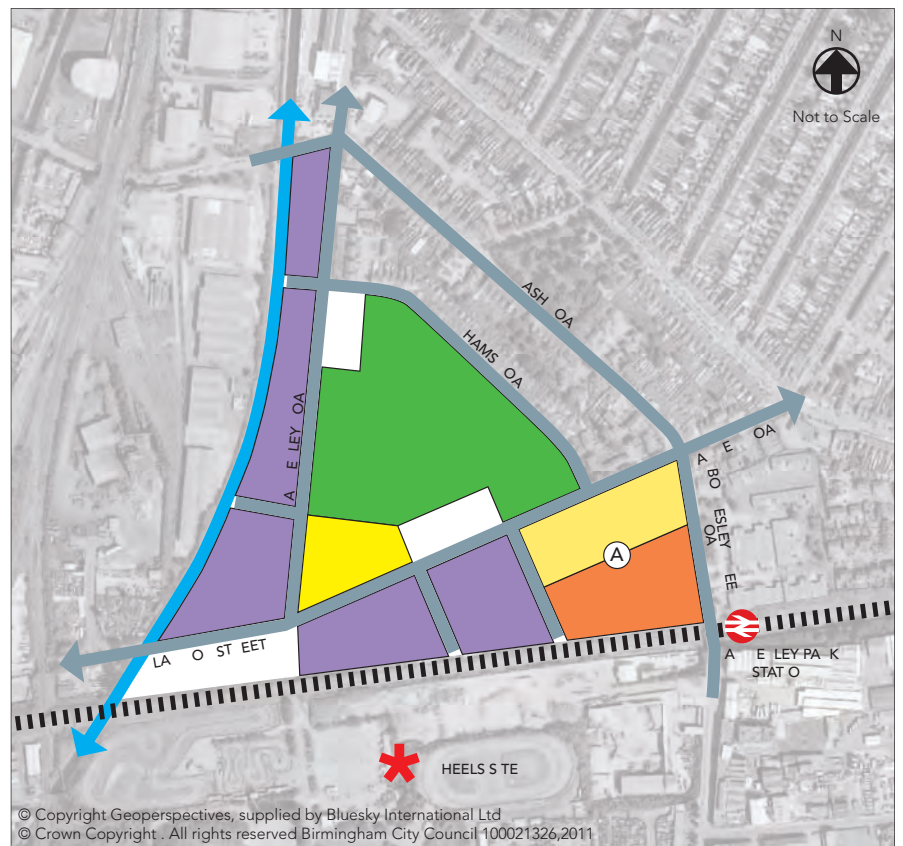 N
Not to Scale
ASH OA
HAMS OA
A E LEY OA
A E OA
BO ESLEY
OA
EE
A
LA O ST EET
A E LEY PA K
STAT O
HEELS S TE
© Copyright Geoperspectives, supplied by Bluesky International Ltd
© Crown Copyright . All rights reserved Birmingham City Council 100021326,2011